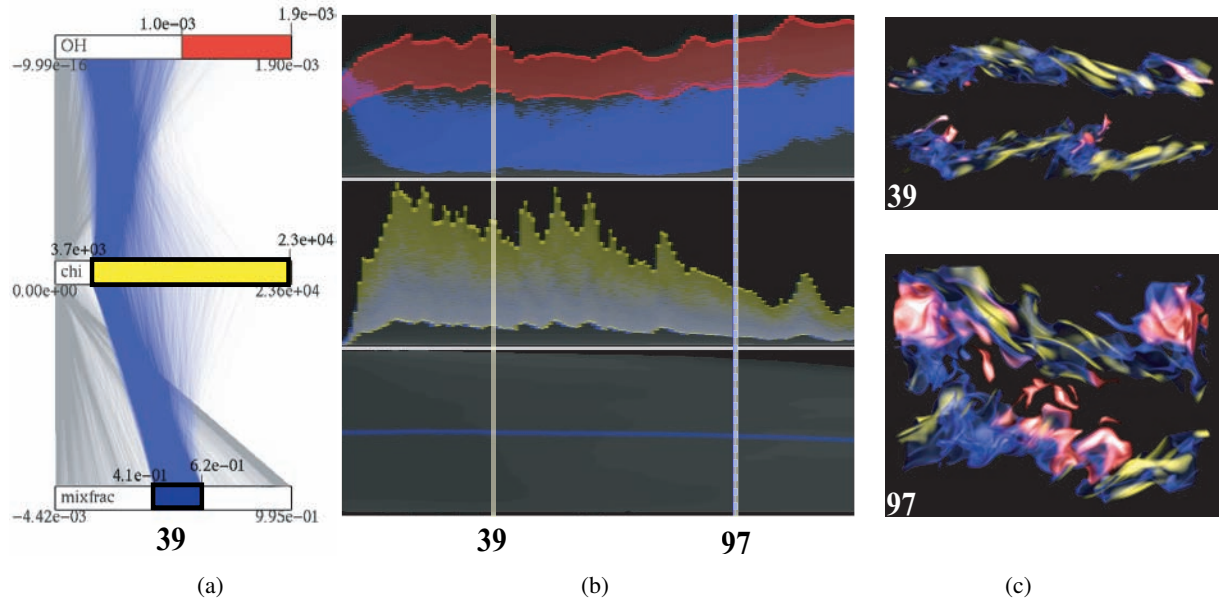 1.9e−03
1.0e−03
OH
-9.99e−16
1.90e−03
3.7e+03
2.3e+04
chi
0.00e+00
2.36e+04
4.1e−01
6.2e−01
mixfrac
−4.42e−03
9.95e−01
39
39
97
39
97
(a)
(b)
(c)